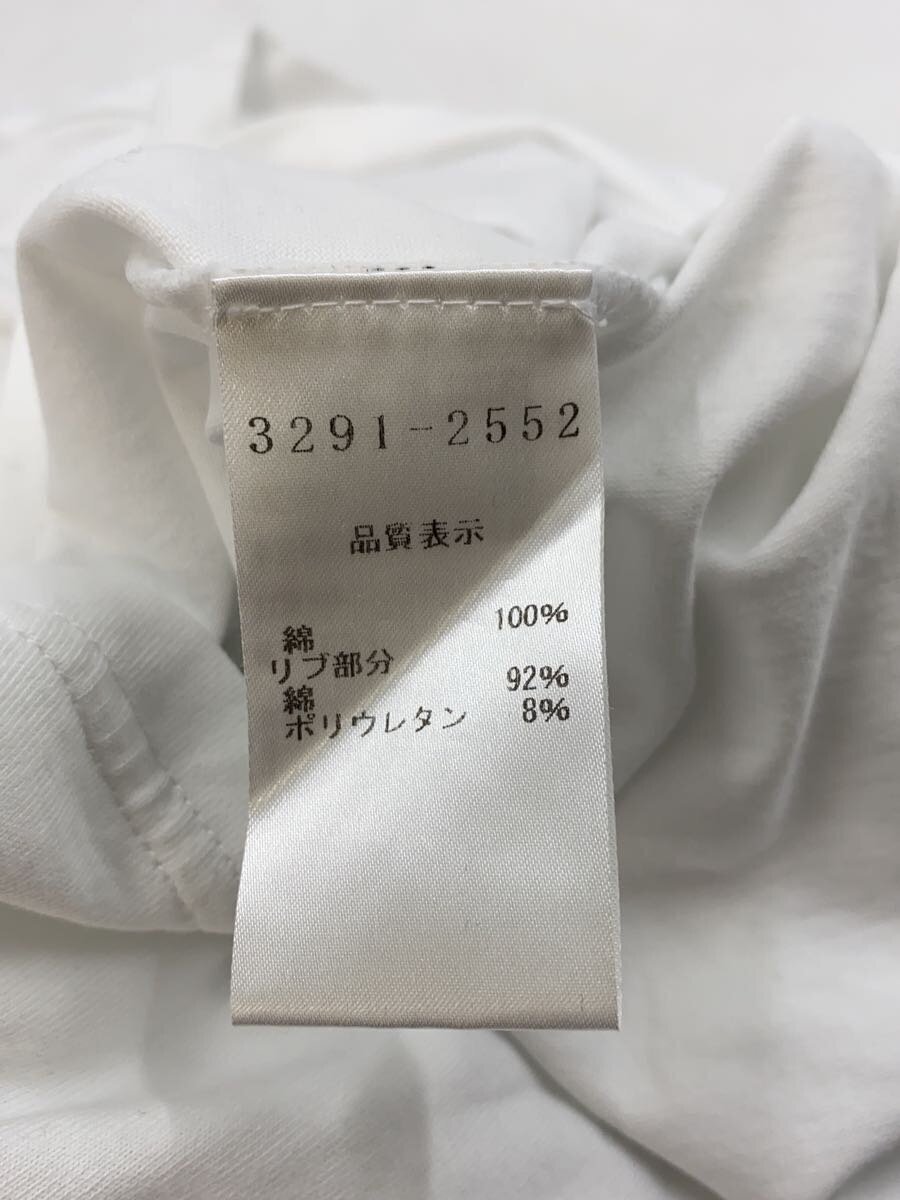 3291-2552
品質表示
綿 100%
リブ部分
綿 92%
ポリウレタン 8%